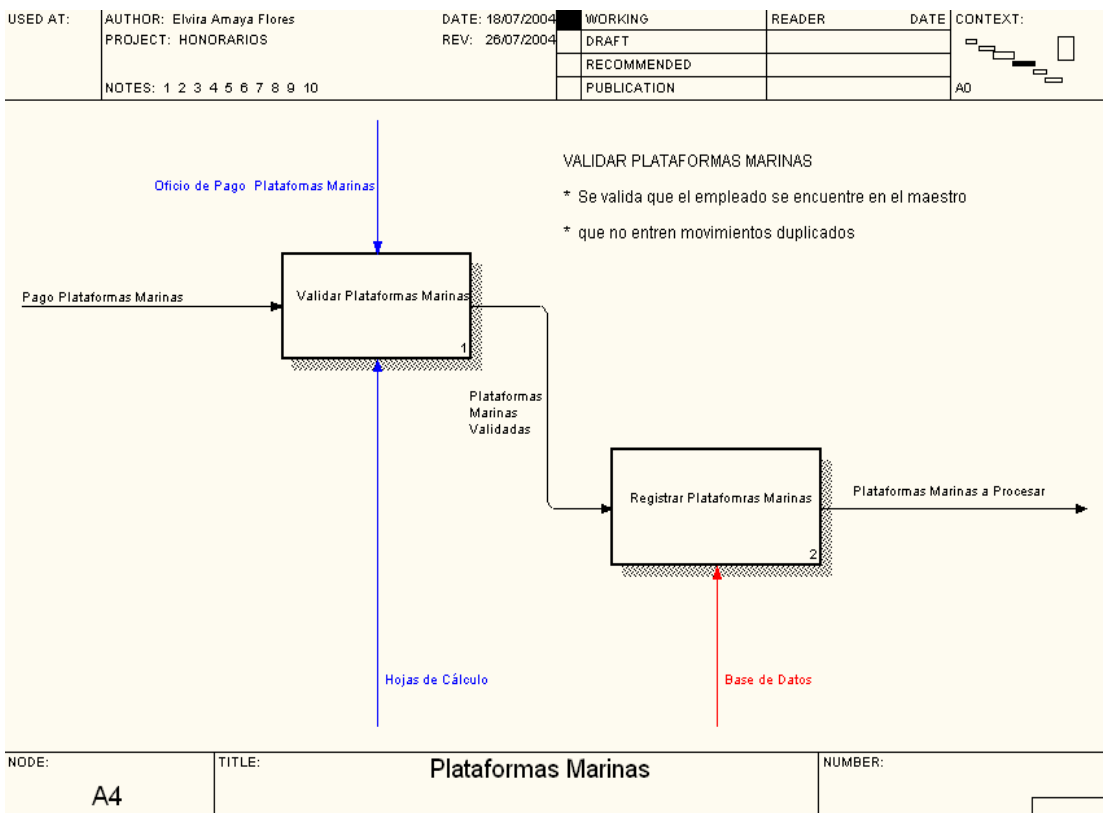 USED AT:
AUTHOR: Elvira Amaya Flores
DATE: 18/07/2004
WORKING
READER
DATE
CONTEXT:
PROJECT: HONORARIOS
REV: 26/07/2004
DRAFT
RECOMMENDED
NOTES: 1 2 3 4 5 6 7 8 9 10
PUBLICATION
A0
VALIDAR PLATAFORMAS MARINAS
Oficio de Pago Platafomas Marinas
* Se valida que el empleado se encuentre en el maestro
* que no entren movimientos duplicados
Pago Plataformas Marinas
Validar Plataformas Marinas
1
Plataformas
Marinas
Validadas
Registrar Platafomras Marinas
2
Plataformas Marinas a Procesar
Hojas de Cálculo
Base de Datos
NODE:
A4
TITLE:
Plataformas Marinas
NUMBER: